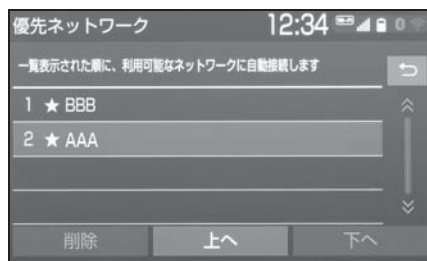 優先ネットワーク 12:34
一覧表示された順に、利用可能なネットワークに自動接続します
1 ★ BBB
2 ★ AAA
削除 上へ 下へ